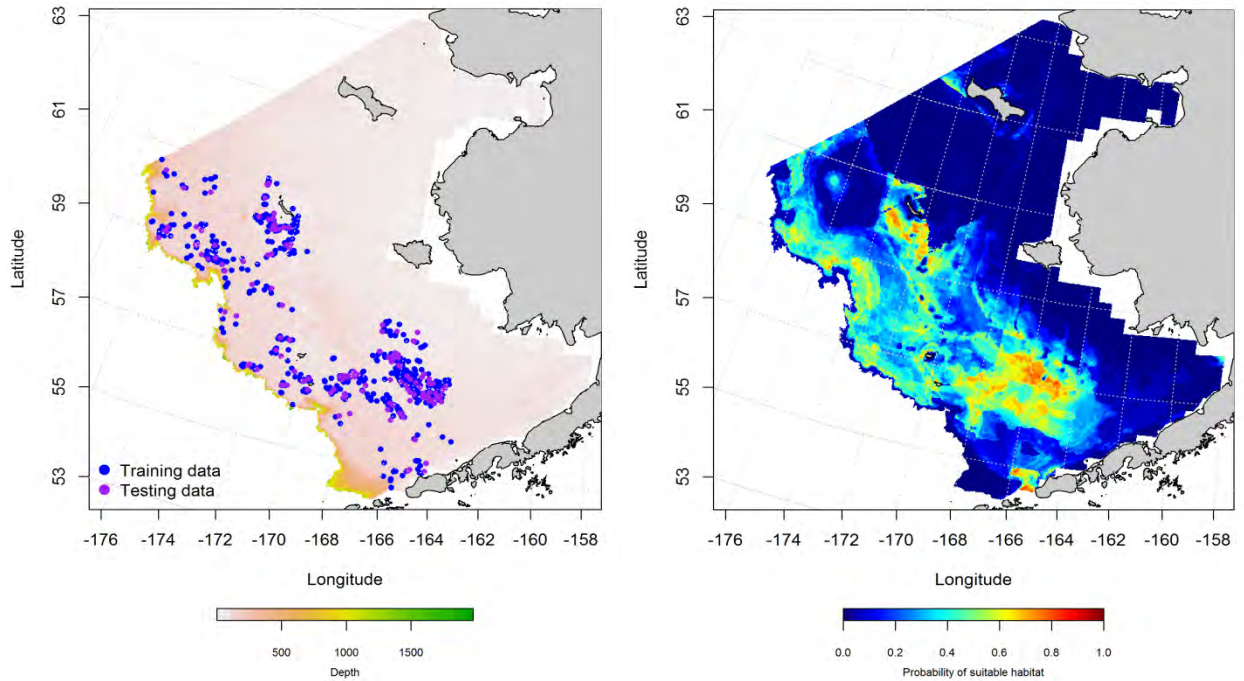 63
61
59
57
55
53
Latitude
Training data
Testing data
-176 -174 -172 -170 -168 -166 -164 -162 -160 -158
Longitude
500 1000 1500
Depth
63
61
59
57
55
53
Latitude
-176 -174 -172 -170 -168 -166 -164 -162 -160 -158
Longitude
0.0 0.2 0.4 0.6 0.8 1.0
Probability of suitable habitat